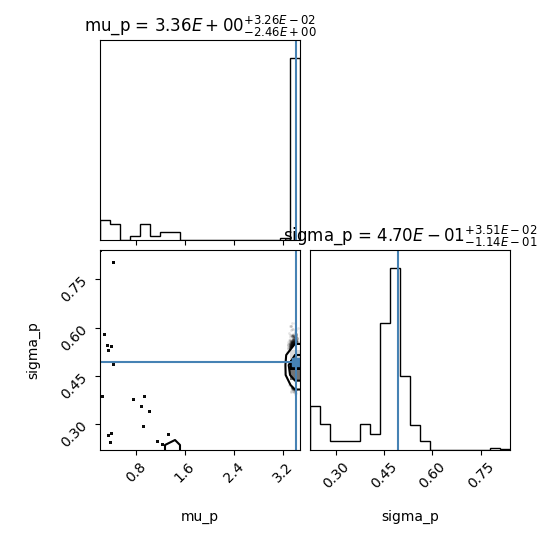 mu_p = 3.36E+00+3.26E−02
−2.46E+00
sigma_p = 4.70E−01+3.51E−02
−1.14E−01
0.75
0.60
0.45
0.30
sigma_p
0.8 1.6 2.4 3.2
0.30 0.45 0.60 0.75
mu_p
sigma_p